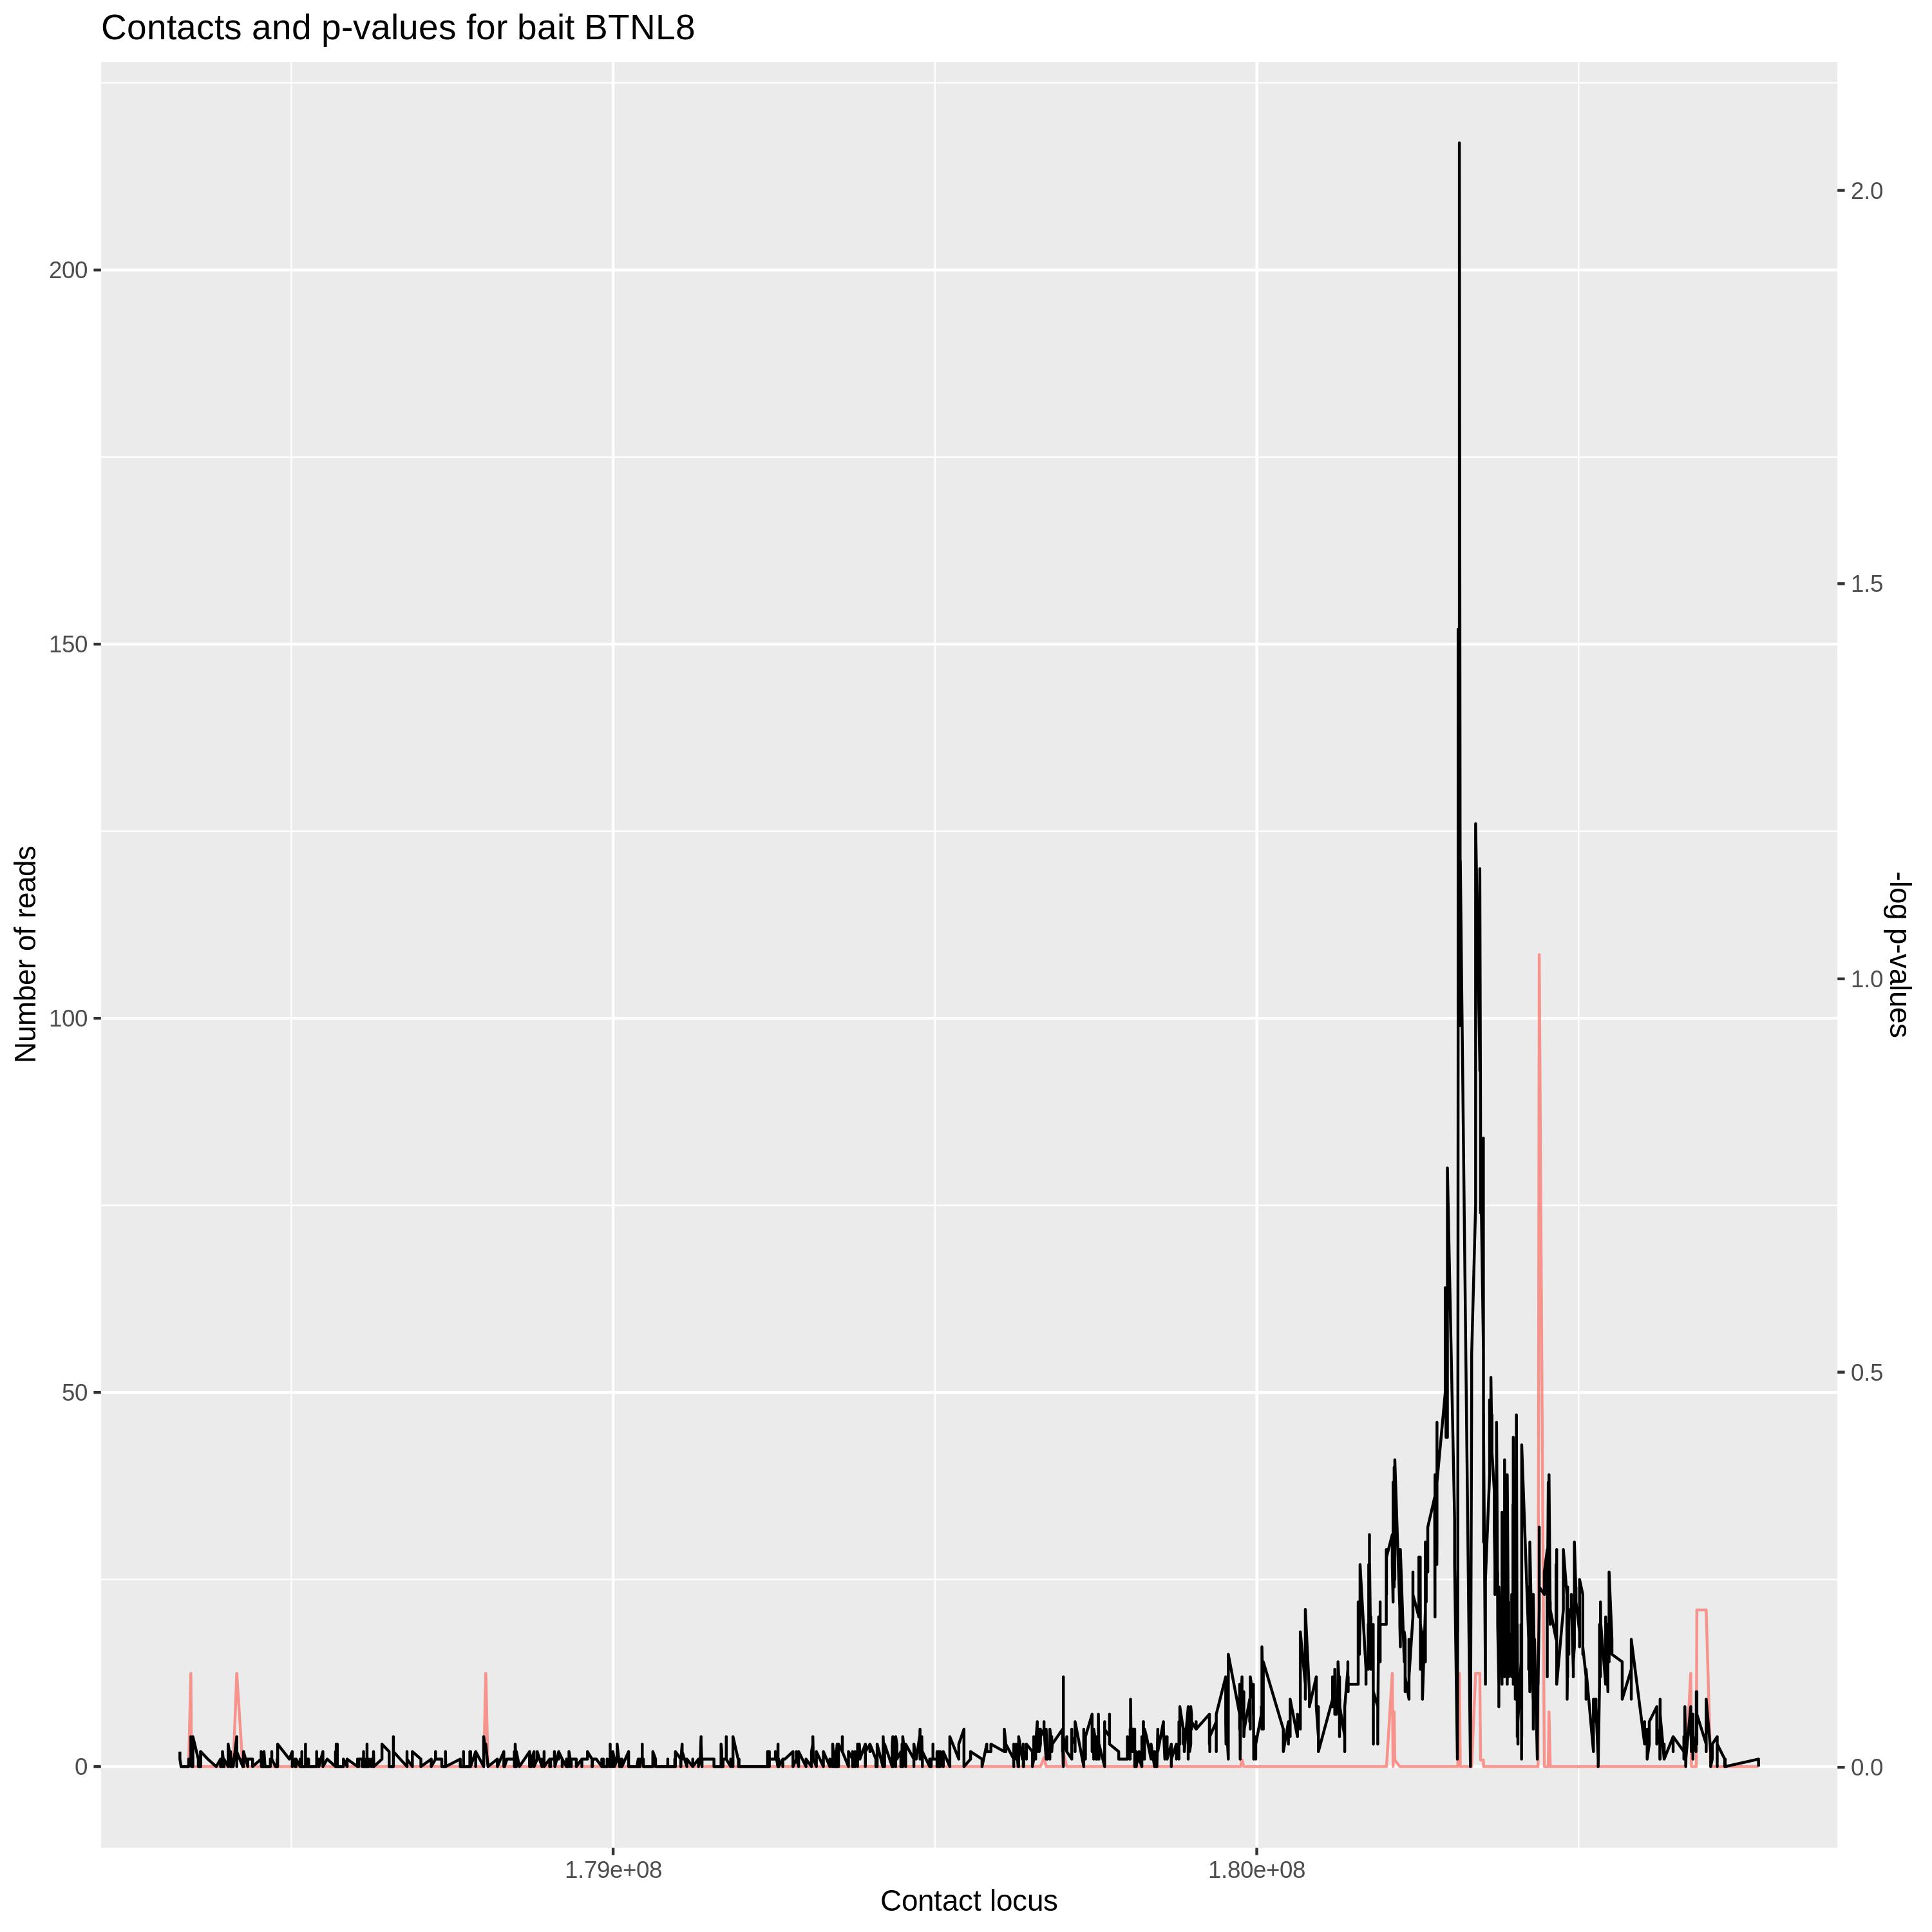 Contacts and p-values for bait BTNL8
200
150
100
50
0
Number of reads
2.0
1.5
1.0
0.5
0.0
-log p-values
1.79e+08
1.80e+08
Contact locus